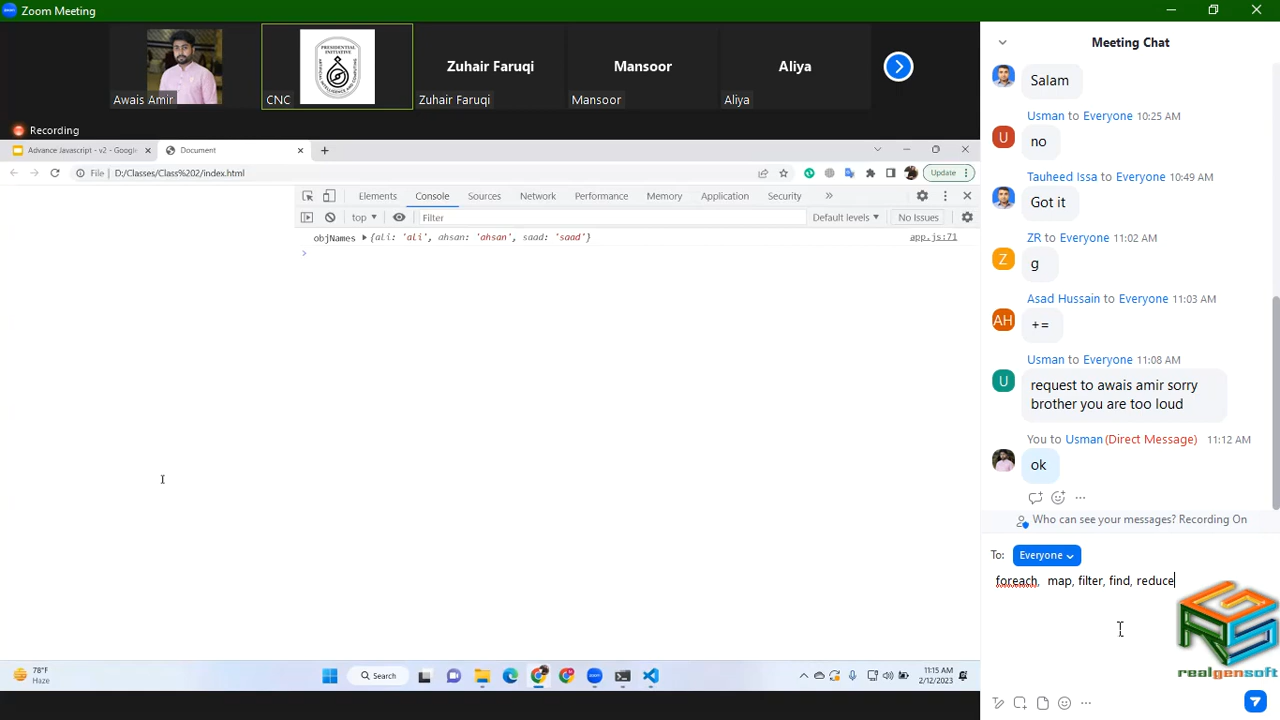 Zoom Meeting
Awais Amir
PRESIDENTIAL INITIATIVE
CNC
Zuhair Faruqi
Zuhair Faruqi
Mansoor
Mansoor
Aliya
Aliya
Recording
Advance Javascript - v2 - Google
Document
File D:/Classes/Class%202/index.html
Update
Elements Console Sources Network Performance Memory Application Security
top Filter Default levels No Issues
objNames {ali: 'ali', ahsan: 'ahsan', saad: 'saad'} app.js:71
Meeting Chat
Salam
Usman to Everyone 10:25 AM
U
no
Tauheed Issa to Everyone 10:49 AM
Got it
ZR to Everyone 11:02 AM
Z
g
Asad Hussain to Everyone 11:03 AM
AH
+=
Usman to Everyone 11:08 AM
U
request to awais amir sorry
brother you are too loud
You to Usman (Direct Message) 11:12 AM
ok
Who can see your messages? Recording On
To: Everyone
foreach, map, filter, find, reduce
realgensoft
78°F
Haze
Search
11:15 AM
2/12/2023